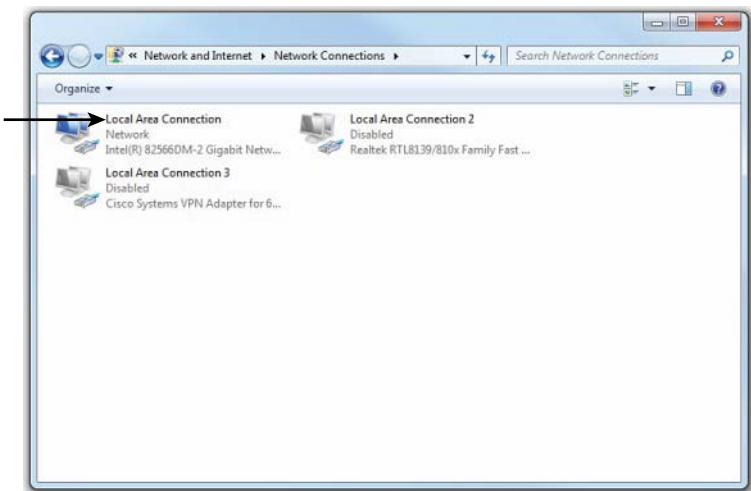 « Network and Internet ▸ Network Connections ▸ Search Network Connections
Organize
Local Area Connection
Network
Intel(R) 82566DM-2 Gigabit Netw...
Local Area Connection 2
Disabled
Realtek RTL8139/810x Family Fast ...
Local Area Connection 3
Disabled
Cisco Systems VPN Adapter for 6...